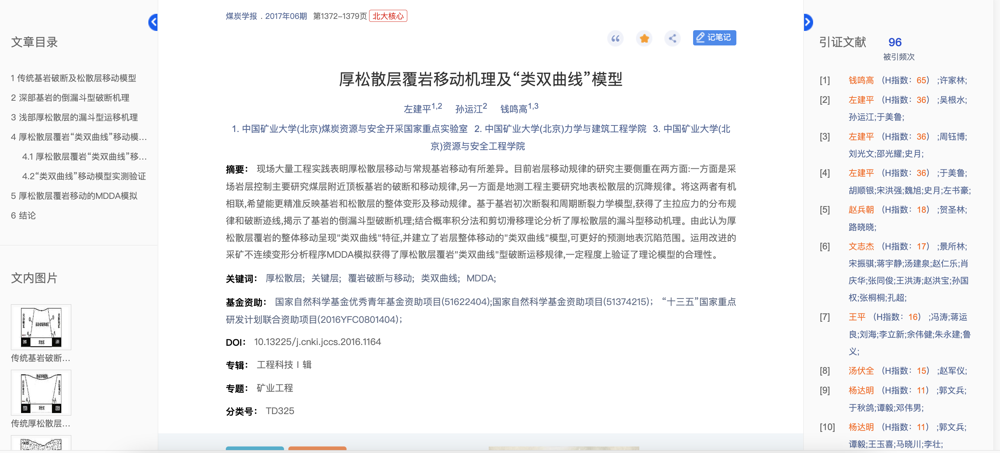 文章目录
1 传统基岩破断及松散层移动模型
2 深部基岩的倒漏斗型破断机理
3 浅部厚松散层的漏斗型运移机理
4 厚松散层覆岩“类双曲线”移动模...
4.1 厚松散层覆岩“类双曲线”移...
4.2“类双曲线”移动模型实测验证
5 厚松散层覆岩移动的MDDA模拟
6 结论
文内图片
采空区
传统基岩破断...
采空区
传统厚松散层...
煤炭学报 . 2017年06期 第1372-1379页 北大核心
记笔记
厚松散层覆岩移动机理及“类双曲线”模型
左建平1,2 孙运江2 钱鸣高1,3
1. 中国矿业大学(北京)煤炭资源与安全开采国家重点实验室 2. 中国矿业大学(北京)力学与建筑工程学院 3. 中国矿业大学(北
京)资源与安全工程学院
摘要： 现场大量工程实践表明厚松散层移动与常规基岩移动有所差异。目前岩层移动规律的研究主要侧重在两方面:一方面是采
场岩层控制主要研究煤层附近顶板基岩的破断和移动规律,另一方面是地测工程主要研究地表松散层的沉降规律。将这两者有机
相联,希望能更精准反映基岩和松散层的整体变形及移动规律。基于基岩初次断裂和周期断裂力学模型,获得了主拉应力的分布规
律和破断迹线,揭示了基岩的倒漏斗型破断机理;结合概率积分法和剪切滑移理论分析了厚松散层的漏斗型移动机理。由此认为厚
松散层覆岩的整体移动呈现"类双曲线"特征,并建立了岩层整体移动的"类双曲线"模型,可更好的预测地表沉陷范围。运用改进的
采矿不连续变形分析程序MDDA模拟获得了厚松散层覆岩"类双曲线"型破断运移规律,一定程度上验证了理论模型的合理性。
关键词： 厚松散层; 关键层; 覆岩破断与移动; 类双曲线; MDDA;
基金资助： 国家自然科学基金优秀青年基金资助项目(51622404);国家自然科学基金资助项目(51374215)； “十三五”国家重点
研发计划联合资助项目(2016YFC0801404)；
DOI： 10.13225/j.cnki.jccs.2016.1164
专辑： 工程科技Ⅰ辑
专题： 矿业工程
分类号： TD325
引证文献 96
被引频次
[1] 钱鸣高 （H指数：65） ;许家林;
[2] 左建平 （H指数：36） ;吴根水;
孙运江;于美鲁;
[3] 左建平 （H指数：36） ;周钰博;
刘光文;邵光耀;史月;
[4] 左建平 （H指数：36） ;于美鲁;
胡顺银;宋洪强;魏旭;史月;左书豪;
[5] 赵兵朝 （H指数：18） ;贺圣林;
路晓晓;
[6] 文志杰 （H指数：17） ;景所林;
宋振骐;蒋宇静;汤建泉;赵仁乐;肖
庆华;张同俊;王洪涛;赵洪宝;孙国
权;张桐桐;孔超;
[7] 王平 （H指数：16） ;冯涛;蒋运
良;刘海;李立新;余伟健;朱永建;鲁
义;
[8] 汤伏全 （H指数：15） ;赵军仪;
[9] 杨达明 （H指数：11） ;郭文兵;
于秋鸽;谭毅;邓伟男;
[10] 杨达明 （H指数：11） ;郭文兵;
谭毅;王玉喜;马晓川;李壮;